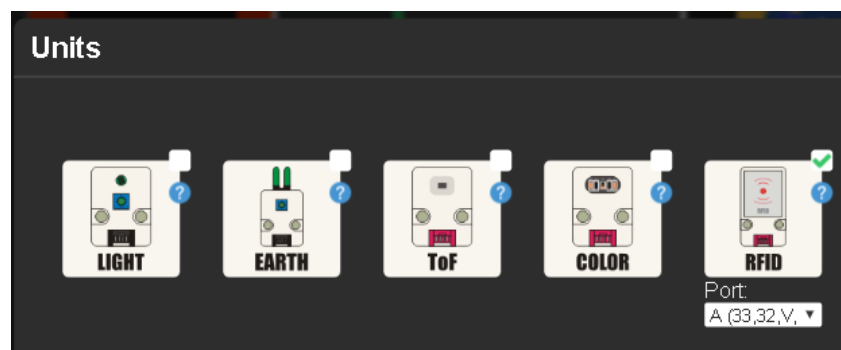 Units
LIGHT
EARTH
ToF
COLOR
RFID
Port:
A (33,32,V,